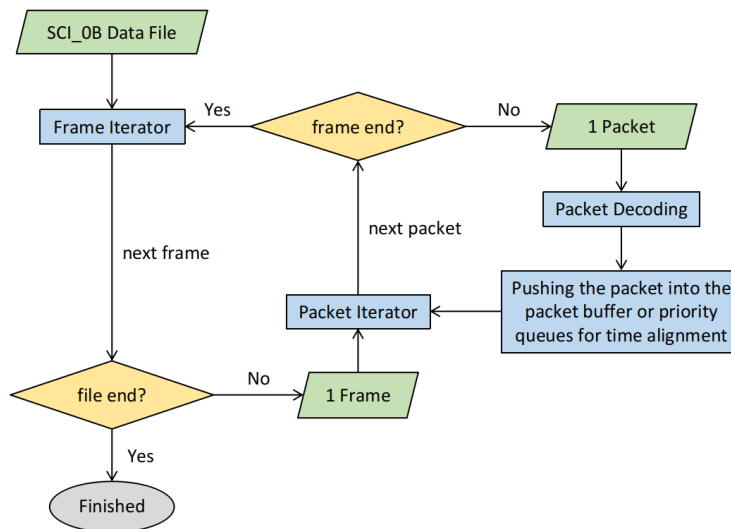 SCI_0B Data File
Yes
frame end?
No
1 Packet
Frame Iterator
Packet Decoding
next frame
next packet
Pushing the packet into the
packet buffer or priority
queues for time alignment
Packet Iterator
file end?
No
1 Frame
Yes
Finished